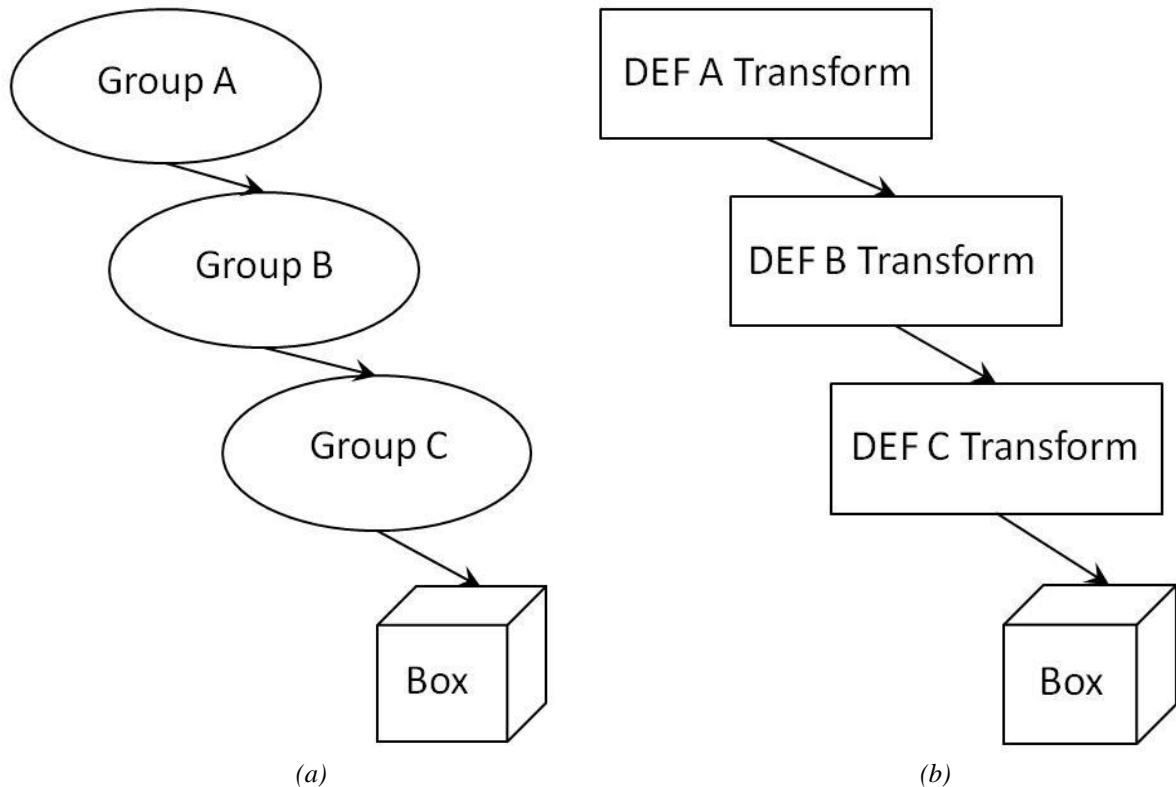 Group A
Group B
Group C
Box
(a)
DEF A Transform
DEF B Transform
DEF C Transform
Box
(b)